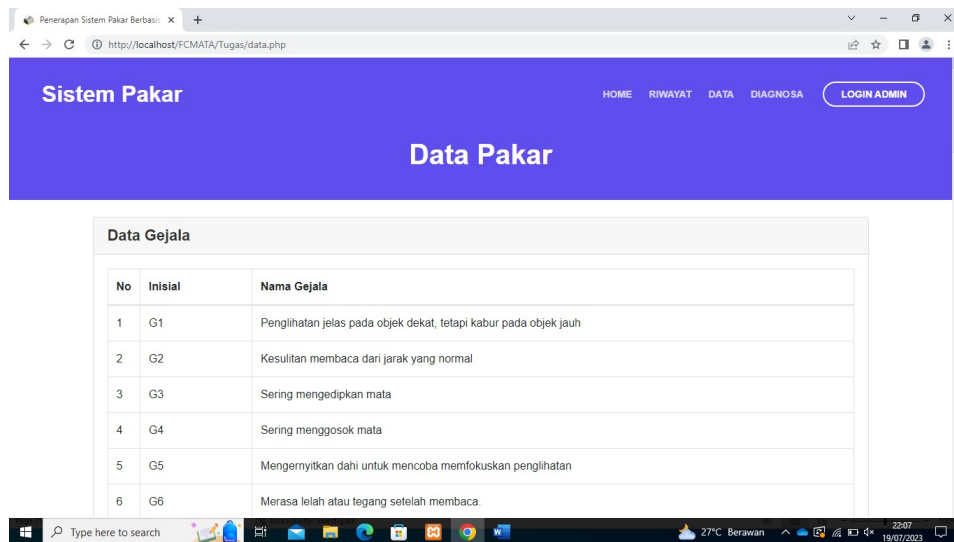 Penerapan Sistem Pakar Berbasis
http://localhost/FCMATA/Tugas/data.php
Sistem Pakar
HOME RIWAYAT DATA DIAGNOSA LOGIN ADMIN
Data Pakar
Data Gejala
No Inisial Nama Gejala
1 G1 Penglihatan jelas pada objek dekat, tetapi kabur pada objek jauh
2 G2 Kesulitan membaca dari jarak yang normal
3 G3 Sering mengedipkan mata
4 G4 Sering menggosok mata
5 G5 Mengernyitkan dahi untuk mencoba memfokuskan penglihatan
6 G6 Merasa lelah atau tegang setelah membaca.
Type here to search
27°C Berawan
22:07
19/07/2023